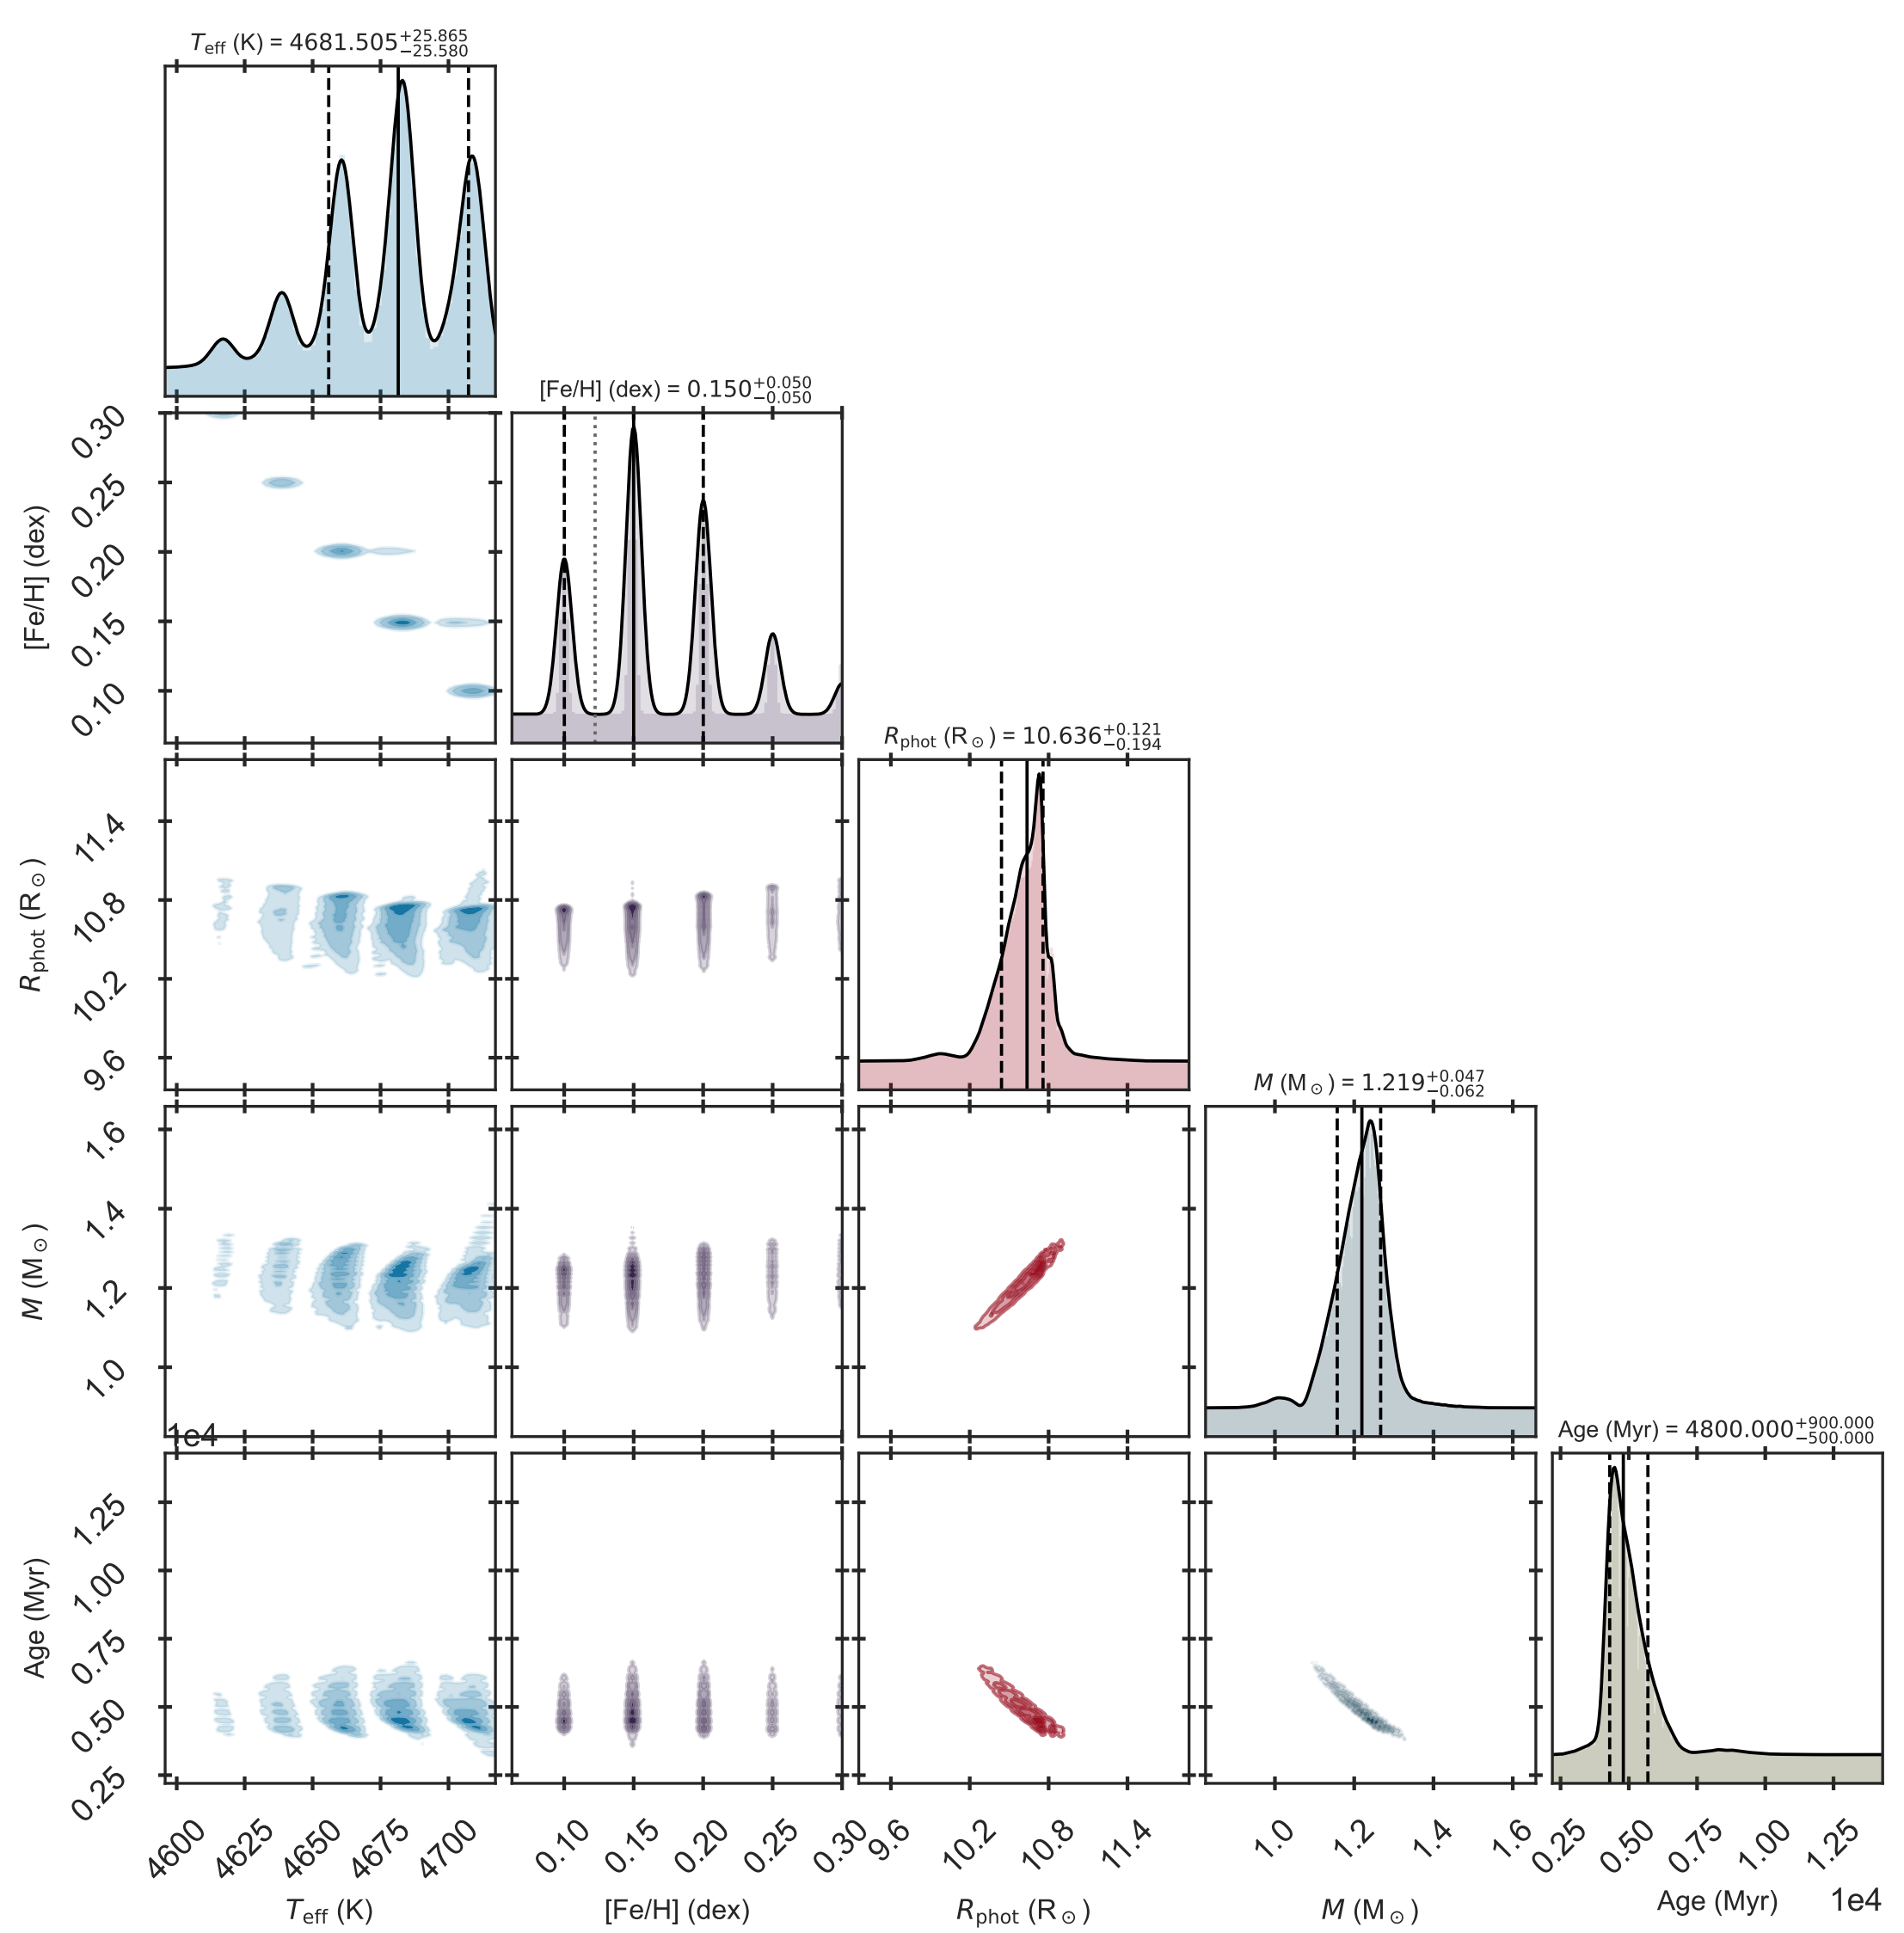 T_eff (K) = 4681.505 +25.865 −25.580
[Fe/H] (dex) = 0.150 +0.050 −0.050
0.30
0.25
0.20
0.15
0.10
[Fe/H] (dex)
R_phot (R⊙) = 10.636 +0.121 −0.194
11.4
10.8
10.2
9.6
R_phot (R⊙)
M (M⊙) = 1.219 +0.047 −0.062
1.6
1.4
1.2
1.0
M (M⊙)
1e4
Age (Myr) = 4800.000 +900.000 −500.000
1.25
1.00
0.75
0.50
0.25
Age (Myr)
4600 4625 4650 4675 4700
0.10 0.15 0.20 0.25 0.30
9.6 10.2 10.8 11.4
1.0 1.2 1.4 1.6
0.25 0.50 0.75 1.00 1.25
T_eff (K)
[Fe/H] (dex)
R_phot (R⊙)
M (M⊙)
Age (Myr)
1e4